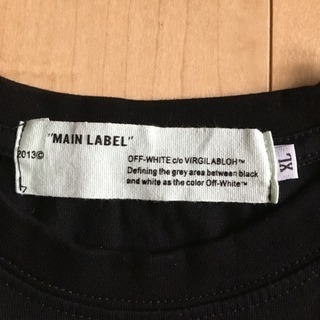 "MAIN LABEL"
2013©
OFF-WHITE c/o VIRGILABLOH™
Defining the grey area between black
and white as the color Off-White™
XL